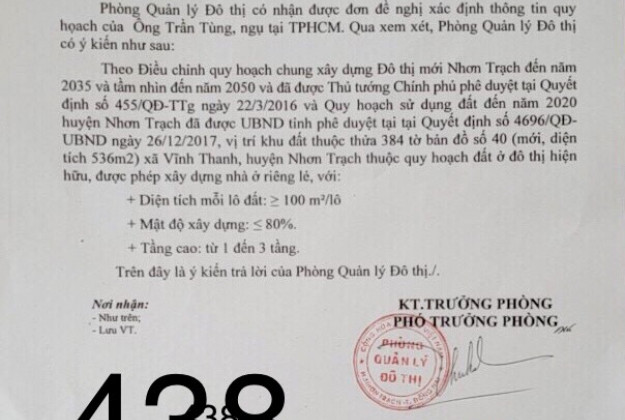 Phòng Quản lý Đô thị có nhận được đơn đề nghị xác định thông tin quy
hoạch của Ông Trần Tùng, ngụ tại TPHCM. Qua xem xét, Phòng Quản lý Đô thị
có ý kiến như sau:
Theo Điều chỉnh quy hoạch chung xây dựng Đô thị mới Nhơn Trạch đến năm
2035 và tầm nhìn đến năm 2050 và đã được Thủ tướng Chính phủ phê duyệt tại Quyết
định số 455/QĐ-TTg ngày 22/3/2016 và Quy hoạch sử dụng đất đến năm 2020
huyện Nhơn Trạch đã được UBND tỉnh phê duyệt tại tại Quyết định số 4696/QĐ-
UBND ngày 26/12/2017, vị trí khu đất thuộc thửa 384 tờ bản đồ số 40 (mới, diện
tích 536m2) xã Vĩnh Thanh, huyện Nhơn Trạch thuộc quy hoạch đất ở đô thị hiện
hữu, được phép xây dựng nhà ở riêng lẻ, với:
+ Diện tích mỗi lô đất: ≥ 100 m²/lô
+ Mật độ xây dựng: ≤ 80%.
+ Tầng cao: từ 1 đến 3 tầng.
Trên đây là ý kiến trả lời của Phòng Quản lý Đô thị./.
Nơi nhận:
- Như trên;
- Lưu VT.
KT.TRƯỞNG PHÒNG
PHÓ TRƯỞNG PHÒNG
PHÒNG
QUẢN LÝ
ĐÔ THỊ
438